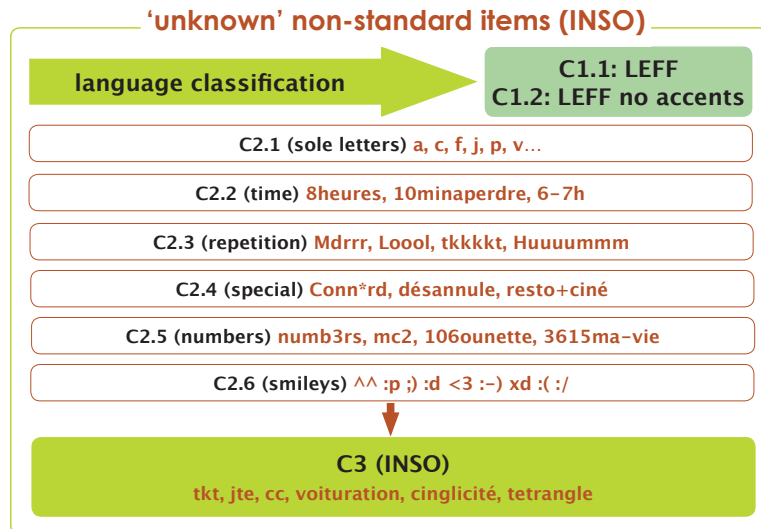 ‘unknown’ non-standard items (INSO)
language classification
C1.1: LEFF
C1.2: LEFF no accents
C2.1 (sole letters) a, c, f, j, p, v…
C2.2 (time) 8heures, 10minaperdre, 6–7h
C2.3 (repetition) Mdrrr, Loool, tkkkkt, Huuuummm
C2.4 (special) Conn*rd, désannule, resto+ciné
C2.5 (numbers) numb3rs, mc2, 106ounette, 3615ma-vie
C2.6 (smileys) ^^ :p ;) :d <3 :-) xd :( :/
C3 (INSO)
tkt, jte, cc, voituration, cinglicité, tetrangle